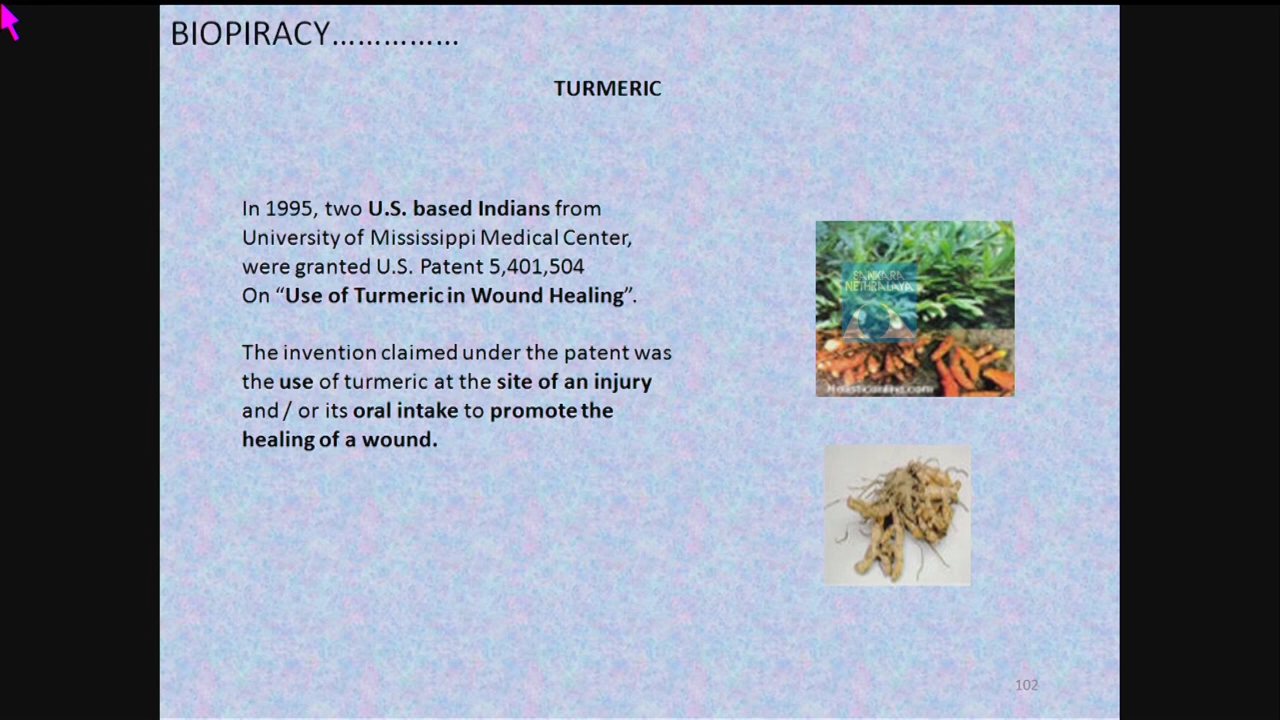 BIOPIRACY……………
TURMERIC
In 1995, two U.S. based Indians from
University of Mississippi Medical Center,
were granted U.S. Patent 5,401,504
On “Use of Turmeric in Wound Healing”.
The invention claimed under the patent was
the use of turmeric at the site of an injury
and / or its oral intake to promote the
healing of a wound.
SANKARA
NETHRALAYA
102